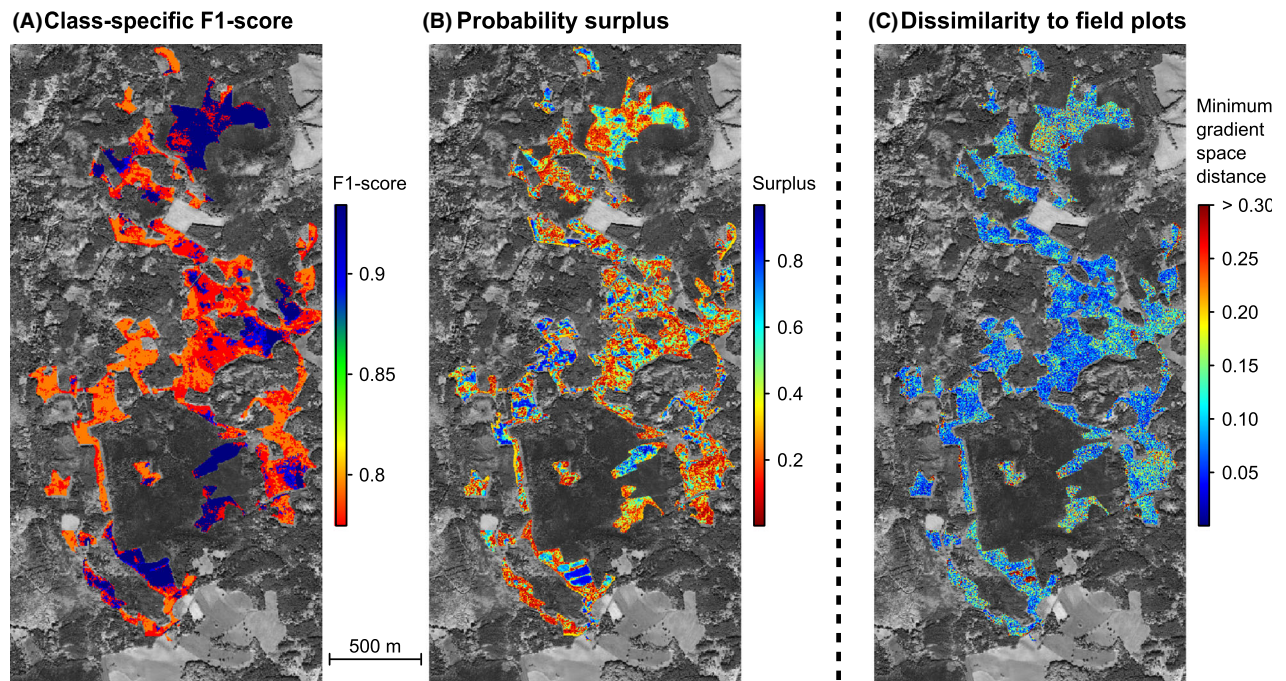 (A) Class-specific F1-score
(B) Probability surplus
(C) Dissimilarity to field plots
F1-score
0.9
0.85
0.8
500 m
Surplus
0.8
0.6
0.4
0.2
Minimum
gradient
space
distance
> 0.30
0.25
0.20
0.15
0.10
0.05